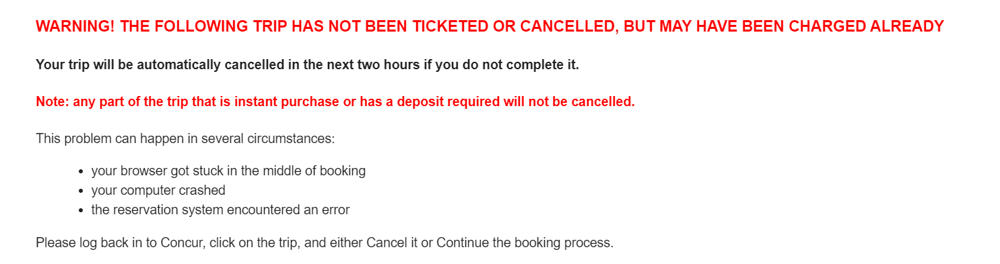 WARNING! THE FOLLOWING TRIP HAS NOT BEEN TICKETED OR CANCELLED, BUT MAY HAVE BEEN CHARGED ALREADY
Your trip will be automatically cancelled in the next two hours if you do not complete it.
Note: any part of the trip that is instant purchase or has a deposit required will not be cancelled.
This problem can happen in several circumstances:
• your browser got stuck in the middle of booking
• your computer crashed
• the reservation system encountered an error
Please log back in to Concur, click on the trip, and either Cancel it or Continue the booking process.